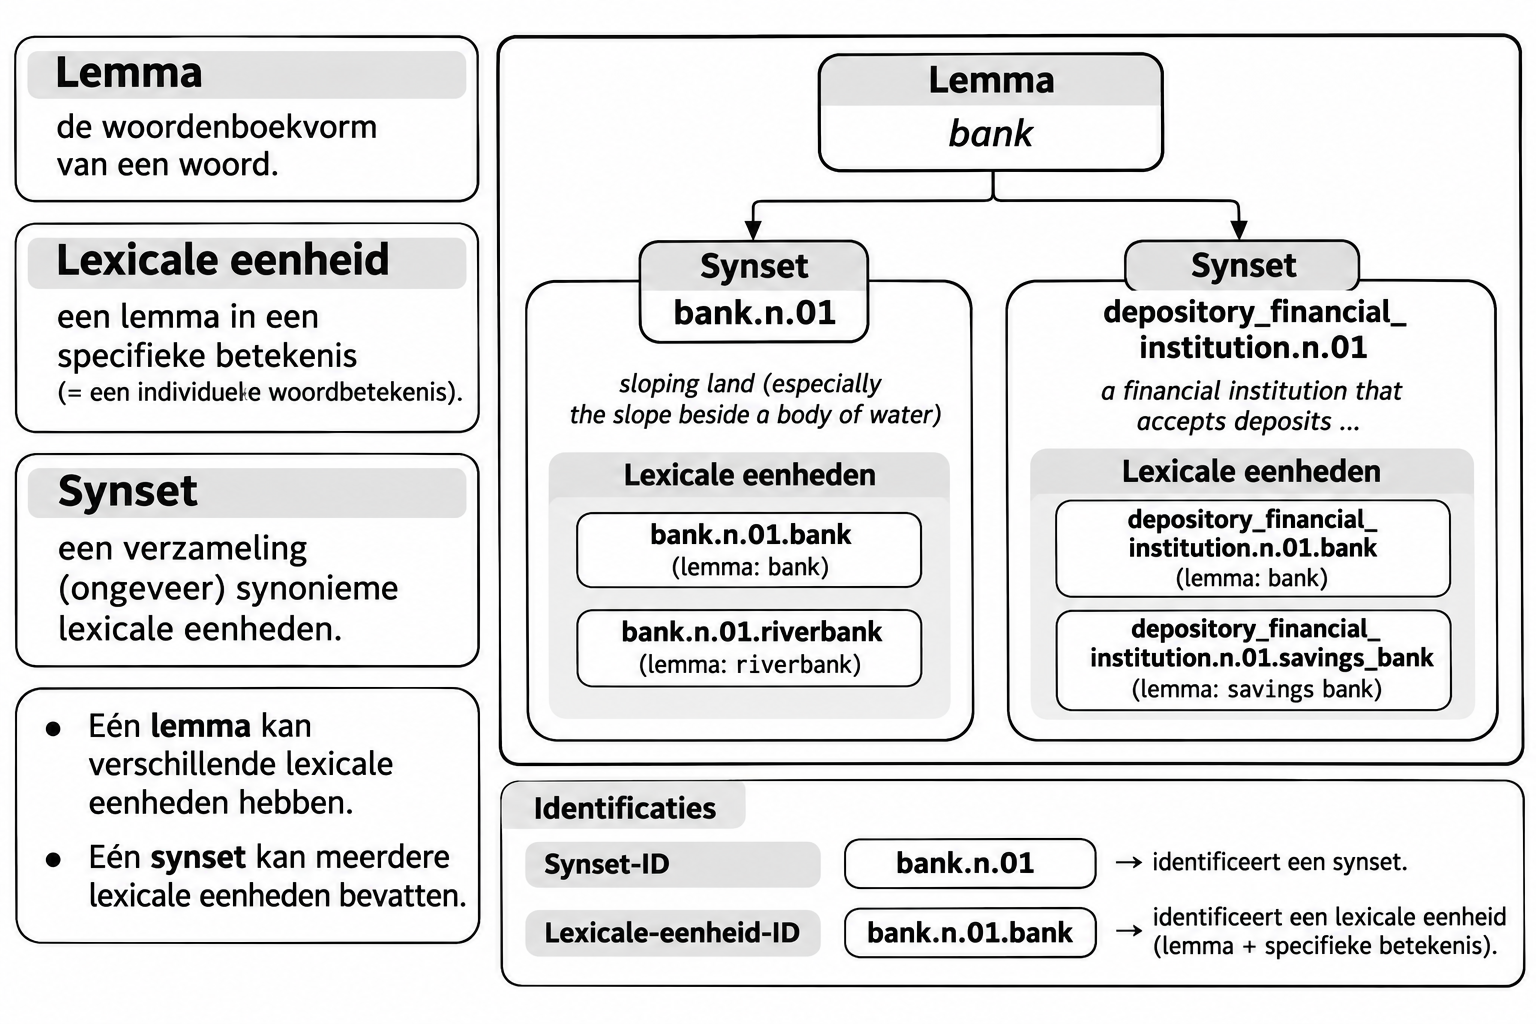 Lemma
de woordenboekvorm
van een woord.
Lexicale eenheid
een lemma in een
specifieke betekenis
(= een individuele woordbetekenis).
Synset
een verzameling
(ongeveer) synonieme
lexicale eenheden.
● Eén lemma kan
verschillende lexicale
eenheden hebben.
● Eén synset kan meerdere
lexicale eenheden bevatten.
Lemma
bank
Synset
bank.n.01
sloping land (especially
the slope beside a body of water)
Lexicale eenheden
bank.n.01.bank
(lemma: bank)
bank.n.01.riverbank
(lemma: riverbank)
Synset
depository_financial_
institution.n.01
a financial institution that
accepts deposits ...
Lexicale eenheden
depository_financial_
institution.n.01.bank
(lemma: bank)
depository_financial_
institution.n.01.savings_bank
(lemma: savings bank)
Identificaties
Synset-ID bank.n.01 → identificeert een synset.
Lexicale-eenheid-ID bank.n.01.bank → identificeert een lexicale eenheid
(lemma + specifieke betekenis).